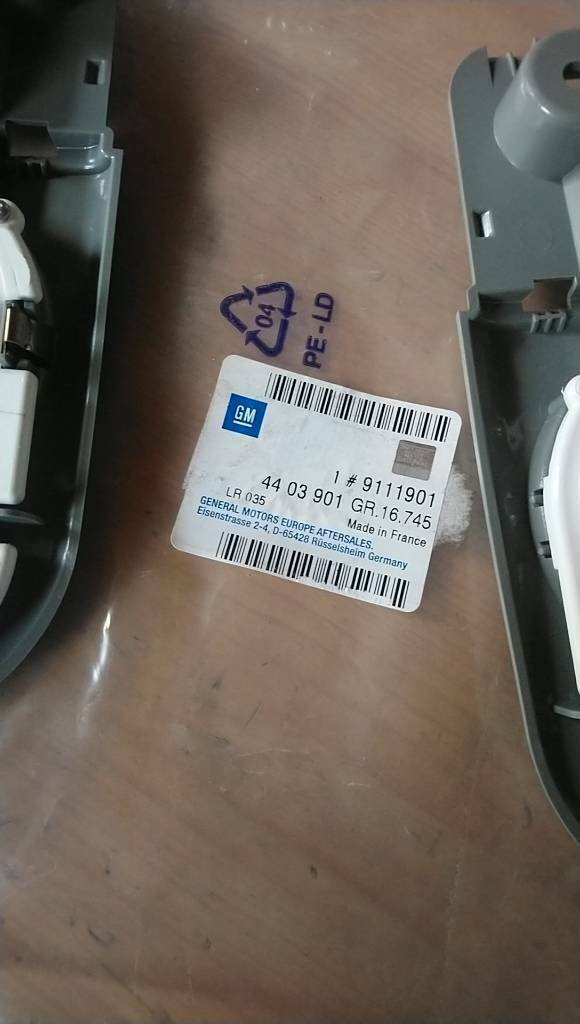 04
PE-LD
GM
1 # 9111901
44 03 901 GR.16.745
LR 035
Made in France
GENERAL MOTORS EUROPE AFTERSALES.
Eisenstrasse 2-4, D-65428 Rüsselsheim Germany